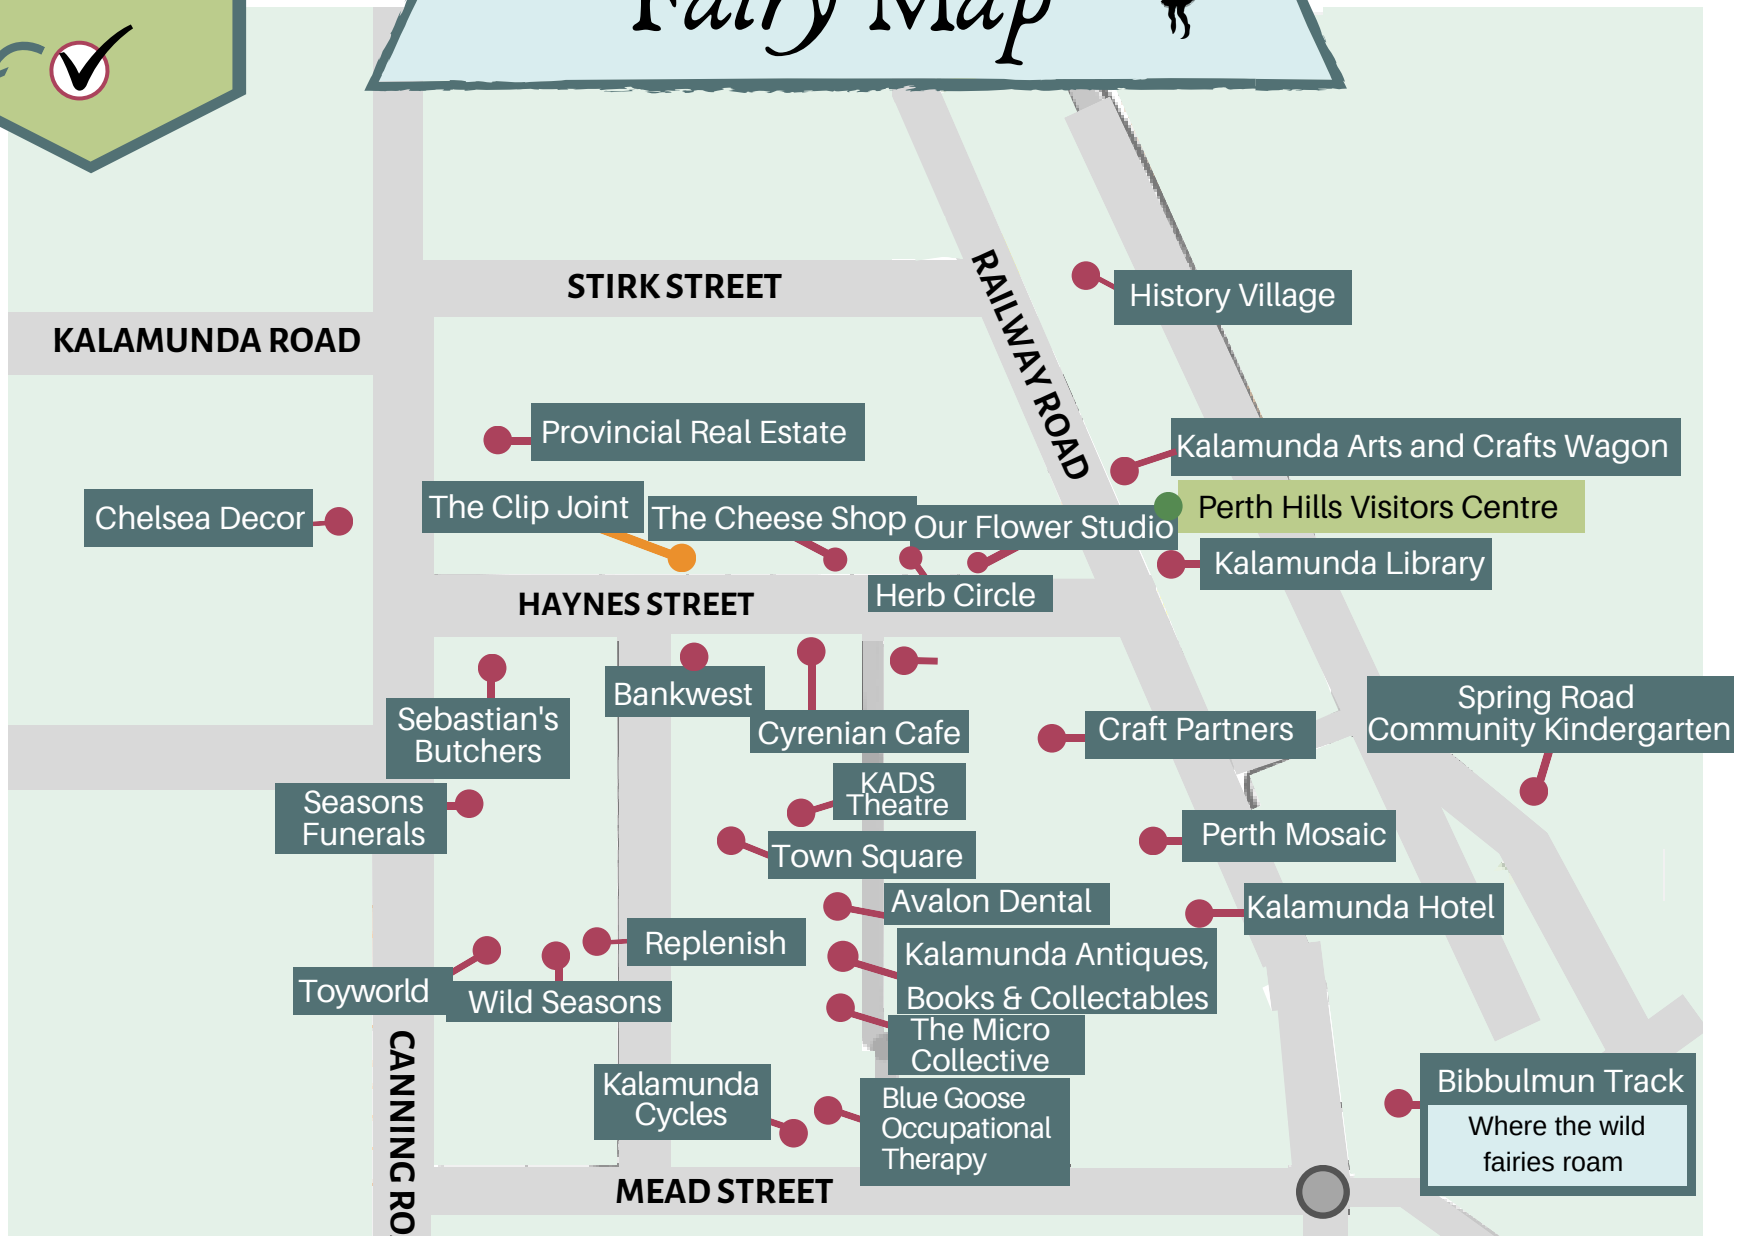 Fairy Map
STIRK STREET
KALAMUNDA ROAD
RAILWAY ROAD
History Village
Provincial Real Estate
Kalamunda Arts and Crafts Wagon
Chelsea Decor
The Clip Joint
The Cheese Shop
Our Flower Studio
Perth Hills Visitors Centre
Kalamunda Library
HAYNES STREET
Herb Circle
Sebastian's
Butchers
Bankwest
Cyrenian Cafe
Craft Partners
Spring Road
Community Kindergarten
Seasons
Funerals
KADS
Theatre
Town Square
Perth Mosaic
Avalon Dental
Kalamunda Hotel
Replenish
Kalamunda Antiques,
Books & Collectables
Toyworld
Wild Seasons
The Micro
Collective
CANNING RO
Kalamunda
Cycles
Blue Goose
Occupational
Therapy
Bibbulmun Track
Where the wild
fairies roam
MEAD STREET